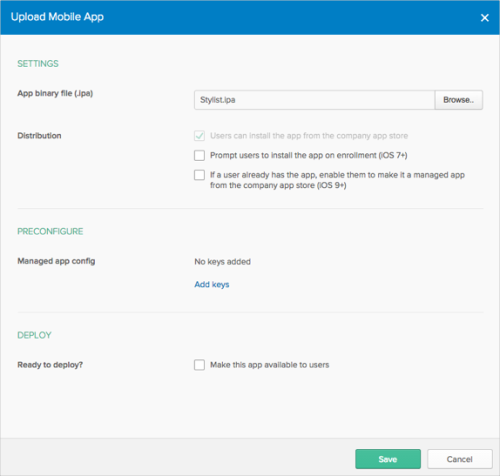 Upload Mobile App
SETTINGS
App binary file (.ipa)
Stylist.ipa
Browse..
Distribution
Users can install the app from the company app store
Prompt users to install the app on enrollment (iOS 7+)
If a user already has the app, enable them to make it a managed app
from the company app store (iOS 9+)
PRECONFIGURE
Managed app config
No keys added
Add keys
DEPLOY
Ready to deploy?
Make this app available to users
Save
Cancel